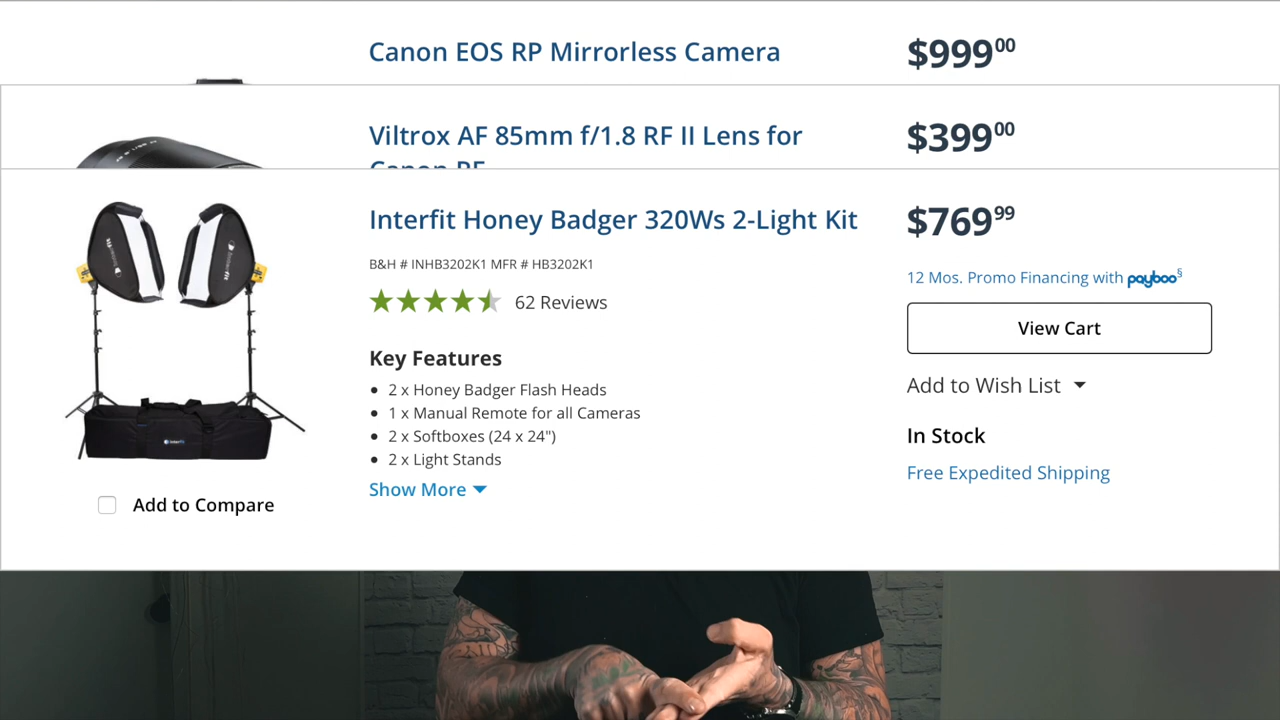 Canon EOS RP Mirrorless Camera
$999 00
Viltrox AF 85mm f/1.8 RF II Lens for
$399 00
Canon RF
Interfit Honey Badger 320Ws 2-Light Kit
$769 99
B&H # INHB3202K1 MFR # HB3202K1
12 Mos. Promo Financing with payboo§
62 Reviews
View Cart
Key Features
Add to Wish List
• 2 x Honey Badger Flash Heads
• 1 x Manual Remote for all Cameras
• 2 x Softboxes (24 x 24")
In Stock
• 2 x Light Stands
Free Expedited Shipping
Show More
Add to Compare